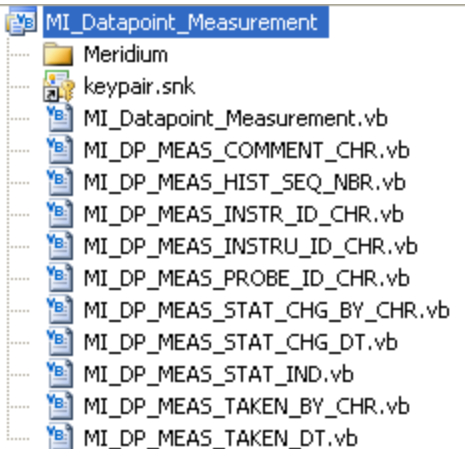 MI_Datapoint_Measurement
Meridium
keypair.snk
MI_Datapoint_Measurement.vb
MI_DP_MEAS_COMMENT_CHR.vb
MI_DP_MEAS_HIST_SEQ_NBR.vb
MI_DP_MEAS_INSTR_ID_CHR.vb
MI_DP_MEAS_INSTRU_ID_CHR.vb
MI_DP_MEAS_PROBE_ID_CHR.vb
MI_DP_MEAS_STAT_CHG_BY_CHR.vb
MI_DP_MEAS_STAT_CHG_DT.vb
MI_DP_MEAS_STAT_IND.vb
MI_DP_MEAS_TAKEN_BY_CHR.vb
MI_DP_MEAS_TAKEN_DT.vb